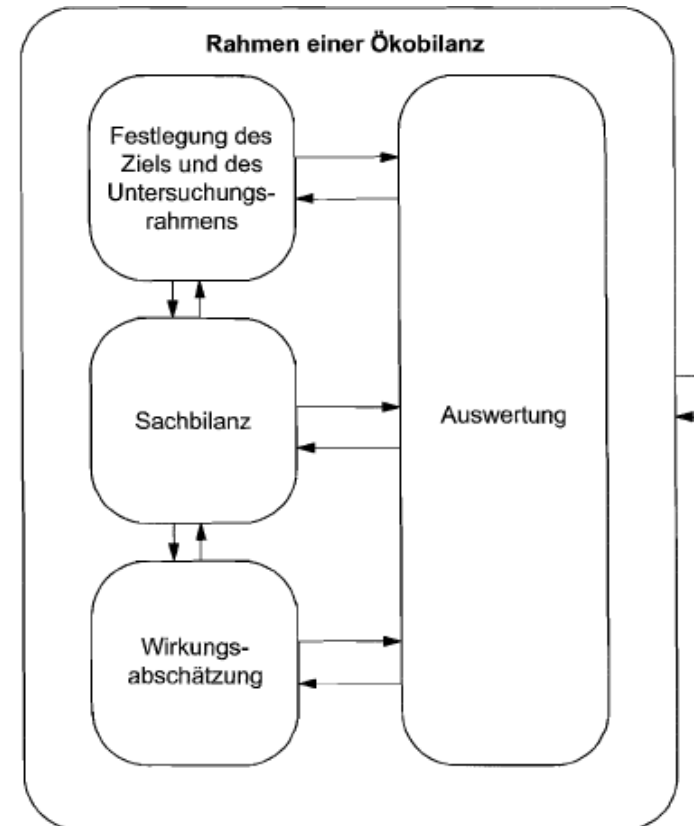 Rahmen einer Ökobilanz
Festlegung des
Ziels und des
Untersuchungs-
rahmens
Sachbilanz
Auswertung
Wirkungs-
abschätzung